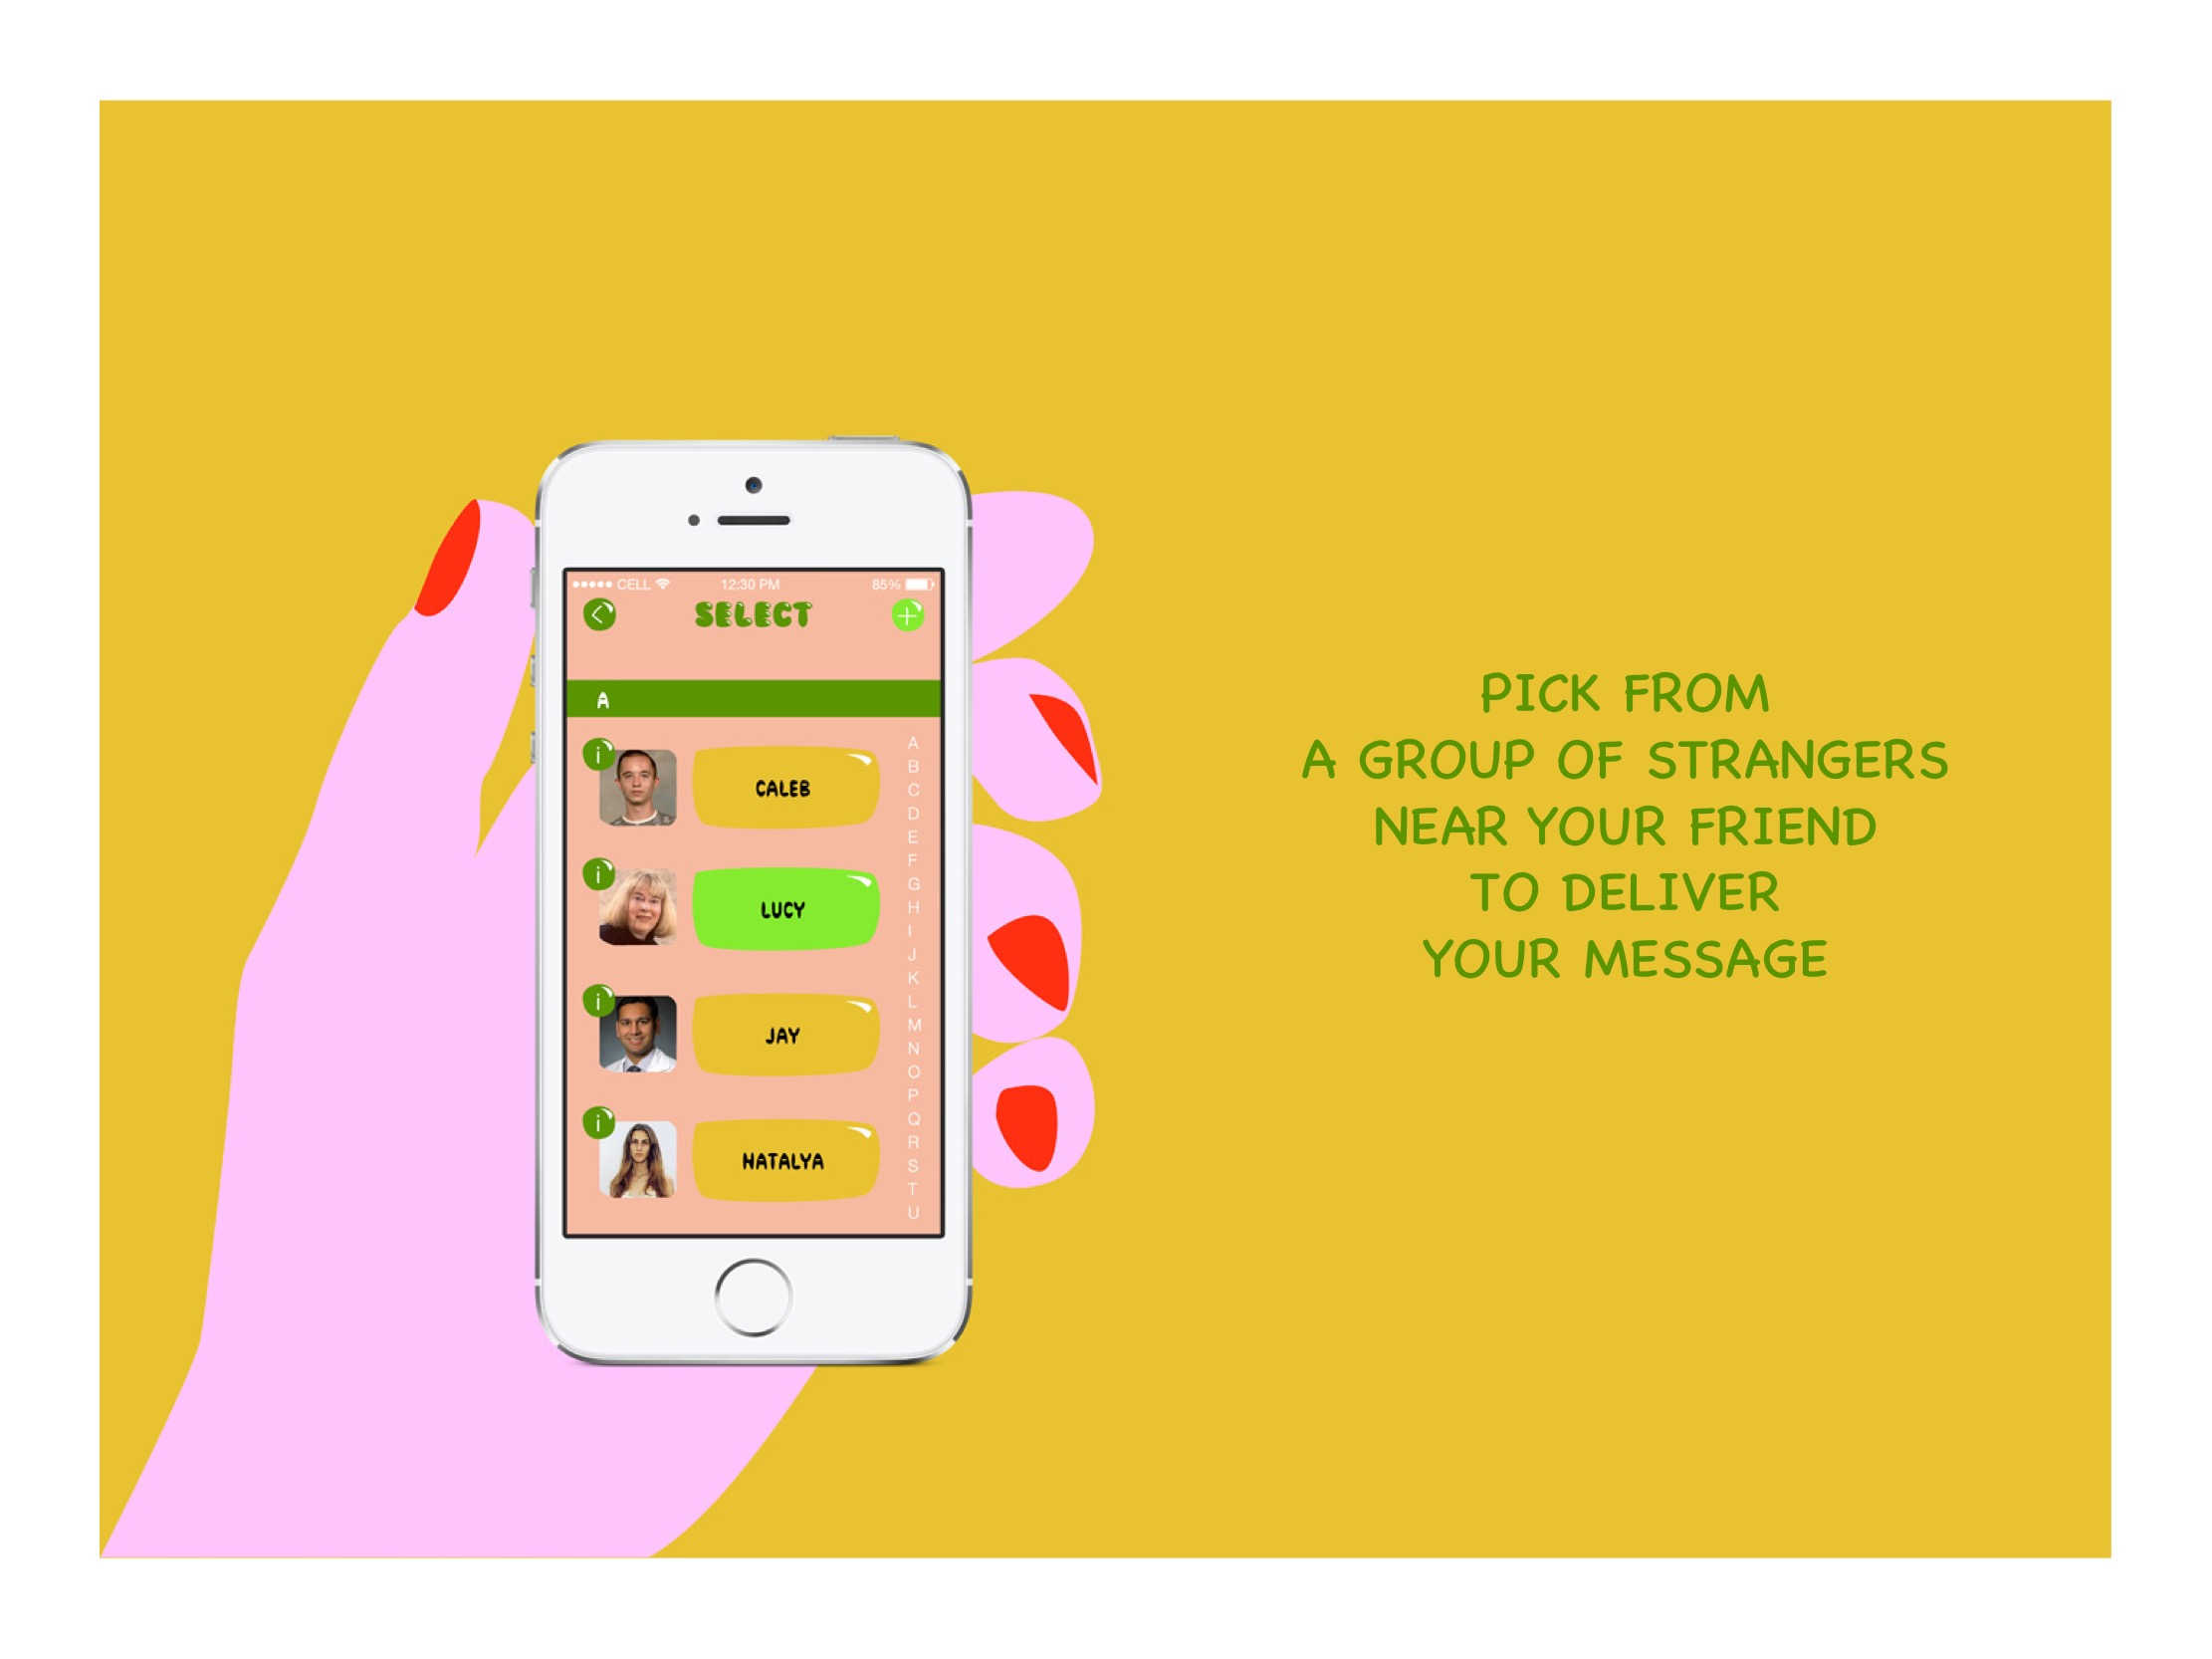 CELL 12:30 PM 85%
SELECT
A
i CALEB
i LUCY
i JAY
i NATALYA
A
B
C
D
E
F
G
H
I
J
K
L
M
N
O
P
Q
R
S
T
U
PICK FROM
A GROUP OF STRANGERS
NEAR YOUR FRIEND
TO DELIVER
YOUR MESSAGE